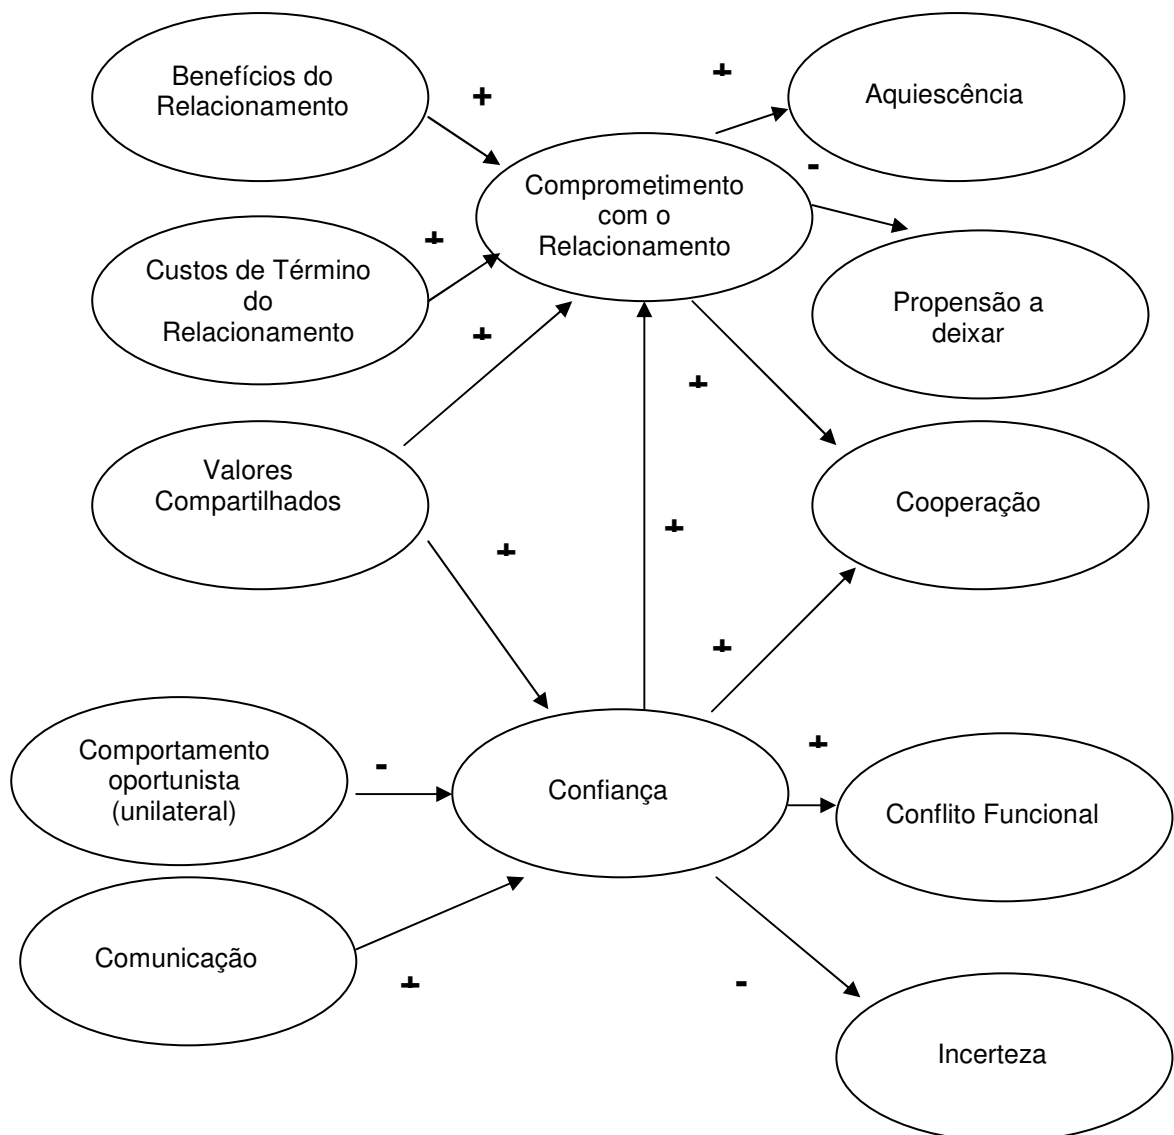 Benefícios do
Relacionamento
+
+
Aquiescência
-
Comprometimento
com o
Relacionamento
+
Custos de Término
do
Relacionamento
+
Propensão a
deixar
+
Valores
Compartilhados
Cooperação
+
+
+
Comportamento
oportunista
(unilateral)
-
Confiança
+
Conflito Funcional
Comunicação
+
-
Incerteza